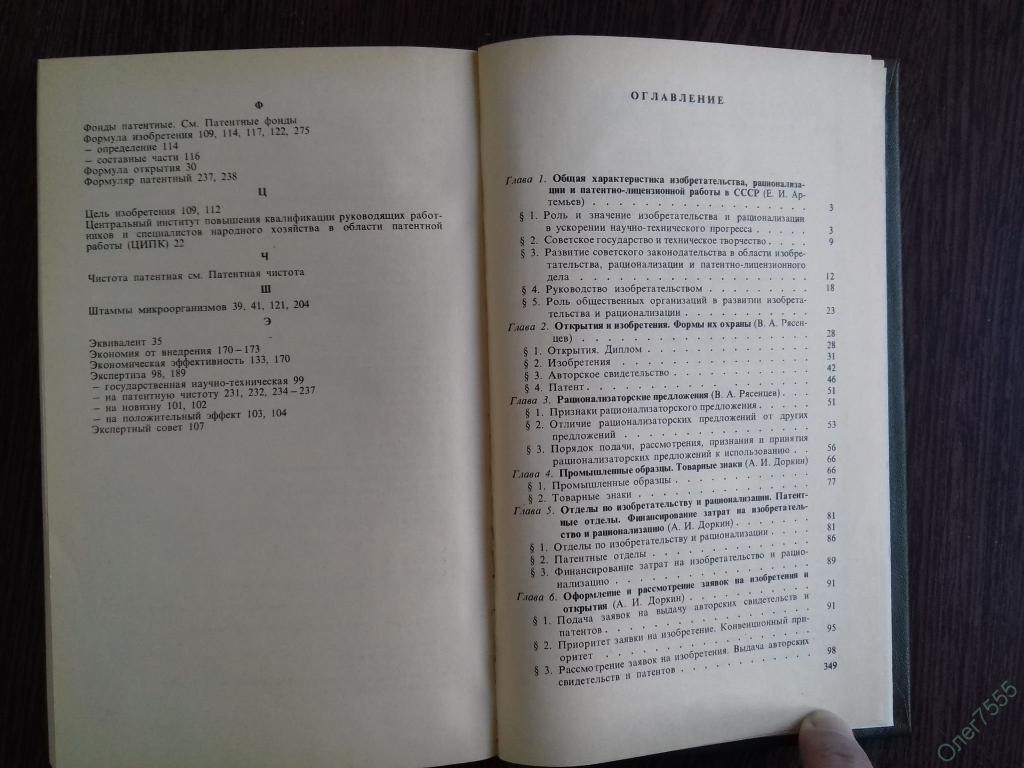 Ф
Фонды патентные. См. Патентные фонды
Формула изобретения 109, 114, 117, 122, 275
– определение 114
– составные части 116
Формула открытия 30
Формуляр патентный 237, 238
Ц
Цель изобретения 109, 112
Центральный институт повышения квалификации руководящих работ-
ников и специалистов народного хозяйства в области патентной
работы (ЦИПК) 22
Ч
Чистота патентная см. Патентная чистота
Ш
Штаммы микроорганизмов 39, 41, 121, 204
Э
Эквивалент 35
Экономия от внедрения 170–173
Экономическая эффективность 133, 170
Экспертиза 98, 189
– государственная научно-техническая 99
– на патентную чистоту 231, 232, 234–237
– на новизну 101, 102
– на положительный эффект 103, 104
Экспертный совет 107
ОГЛАВЛЕНИЕ
Глава 1. Общая характеристика изобретательства, рационализа-
ции и патентно-лицензионной работы в СССР (Е. И. Ар-
темьев) . . . . . . . . . . . . . . . . 3
§ 1. Роль и значение изобретательства и рационализации
в ускорении научно-технического прогресса . . . . . 3
§ 2. Советское государство и техническое творчество . . . . 9
§ 3. Развитие советского законодательства в области изобре-
тательства, рационализации и патентно-лицензионного
дела . . . . . . . . . . . . . . . . . 12
§ 4. Руководство изобретательством . . . . . . . . . 18
§ 5. Роль общественных организаций в развитии изобрета-
тельства и рационализации . . . . . . . . . . 23
Глава 2. Открытия и изобретения. Формы их охраны (В. А. Рясен-
цев) . . . . . . . . . . . . . . . . . 28
§ 1. Открытия. Диплом . . . . . . . . . . . . . 28
§ 2. Изобретения . . . . . . . . . . . . . . . 31
§ 3. Авторское свидетельство . . . . . . . . . . . 42
§ 4. Патент . . . . . . . . . . . . . . . . . 46
Глава 3. Рационализаторские предложения (В. А. Рясенцев) . . . 51
§ 1. Признаки рационализаторского предложения . . . . . 51
§ 2. Отличие рационализаторских предложений от других
предложений . . . . . . . . . . . . . . 53
§ 3. Порядок подачи, рассмотрения, признания и принятия
рационализаторских предложений к использованию . . 56
Глава 4. Промышленные образцы. Товарные знаки (А. И. Доркин) 66
§ 1. Промышленные образцы . . . . . . . . . . . 66
§ 2. Товарные знаки . . . . . . . . . . . . . . 77
Глава 5. Отделы по изобретательству и рационализации. Патент-
ные отделы. Финансирование затрат на изобретатель-
ство и рационализацию (А. И. Доркин) . . . . . . . 81
§ 1. Отделы по изобретательству и рационализации . . . . 81
§ 2. Патентные отделы . . . . . . . . . . . . . 86
§ 3. Финансирование затрат на изобретательство и рацио-
нализацию . . . . . . . . . . . . . . . 89
Глава 6. Оформление и рассмотрение заявок на изобретения и
открытия (А. И. Доркин) . . . . . . . . . . . 91
§ 1. Подача заявок на выдачу авторских свидетельств и
патентов . . . . . . . . . . . . . . . . 91
§ 2. Приоритет заявки на изобретение. Конвенционный при-
оритет . . . . . . . . . . . . . . . . . 95
§ 3. Рассмотрение заявок на изобретения. Выдача авторских
свидетельств и патентов . . . . . . . . . . 98
349
Олег7555